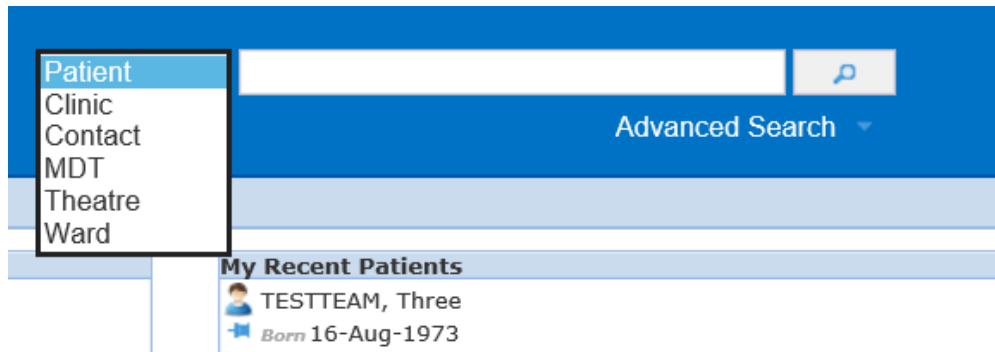 Patient
Clinic
Contact
MDT
Theatre
Ward
Advanced Search
My Recent Patients
TESTTEAM, Three
Born 16-Aug-1973